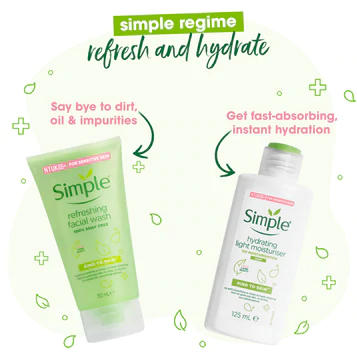 simple regime
refresh and hydrate
Say bye to dirt,
oil & impurities
Get fast-absorbing,
instant hydration
FOR SENSITIVE SKIN
Simple
refreshing
facial wash
100% SOAP FREE
KIND TO SKIN
Simple
hydrating
light moisturiser
KIND TO SKIN
125 ml e